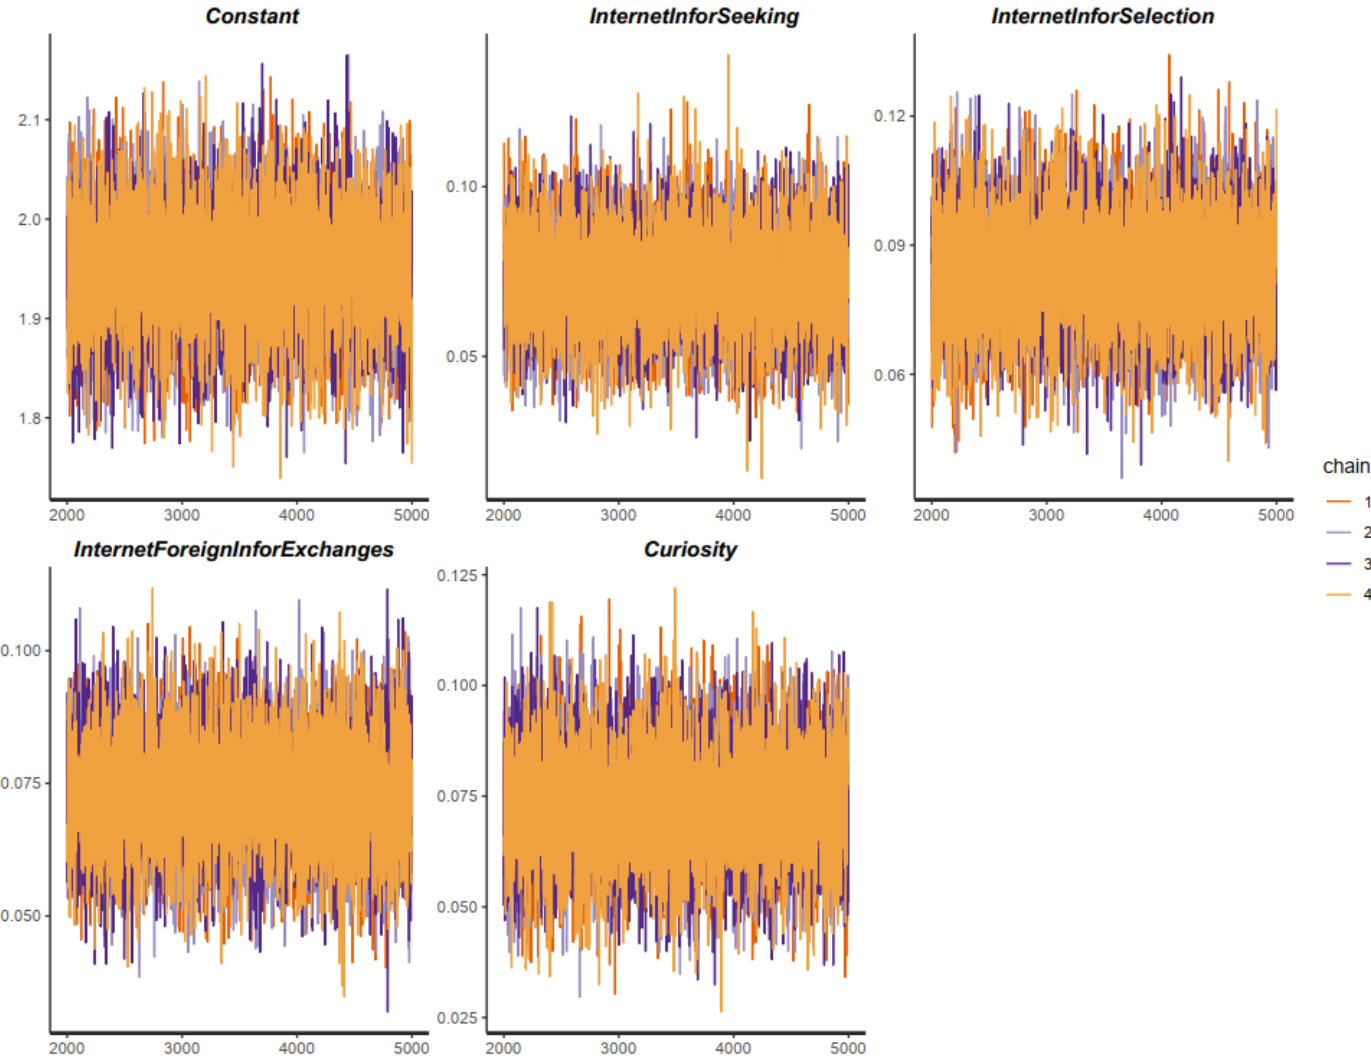 Constant
InternetInforSeeking
InternetInforSelection
2.1
2.0
1.9
1.8
2000 3000 4000 5000
0.10
0.05
2000 3000 4000 5000
0.12
0.09
0.06
2000 3000 4000 5000
chain
1
2
3
4
InternetForeignInforExchanges
Curiosity
0.100
0.075
0.050
2000 3000 4000 5000
0.125
0.100
0.075
0.050
0.025
2000 3000 4000 5000